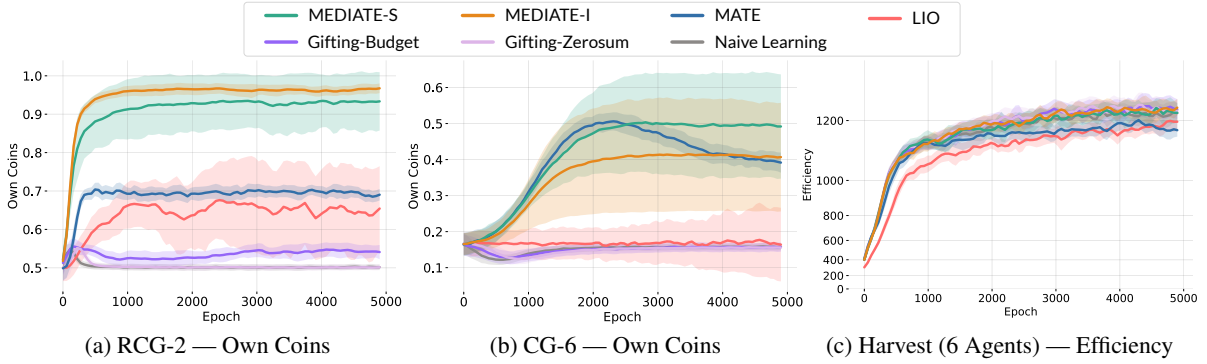 MEDIATE-S MEDIATE-I MATE LIO
Gifting-Budget Gifting-Zerosum Naive Learning
Own Coins
1.0
0.9
0.8
0.7
0.6
0.5
0 1000 2000 3000 4000 5000
Epoch
(a) RCG-2 — Own Coins
Own Coins
0.6
0.5
0.4
0.3
0.2
0.1
0 1000 2000 3000 4000 5000
Epoch
(b) CG-6 — Own Coins
Efficiency
1200
1000
800
600
400
200
0
0 1000 2000 3000 4000 5000
Epoch
(c) Harvest (6 Agents) — Efficiency